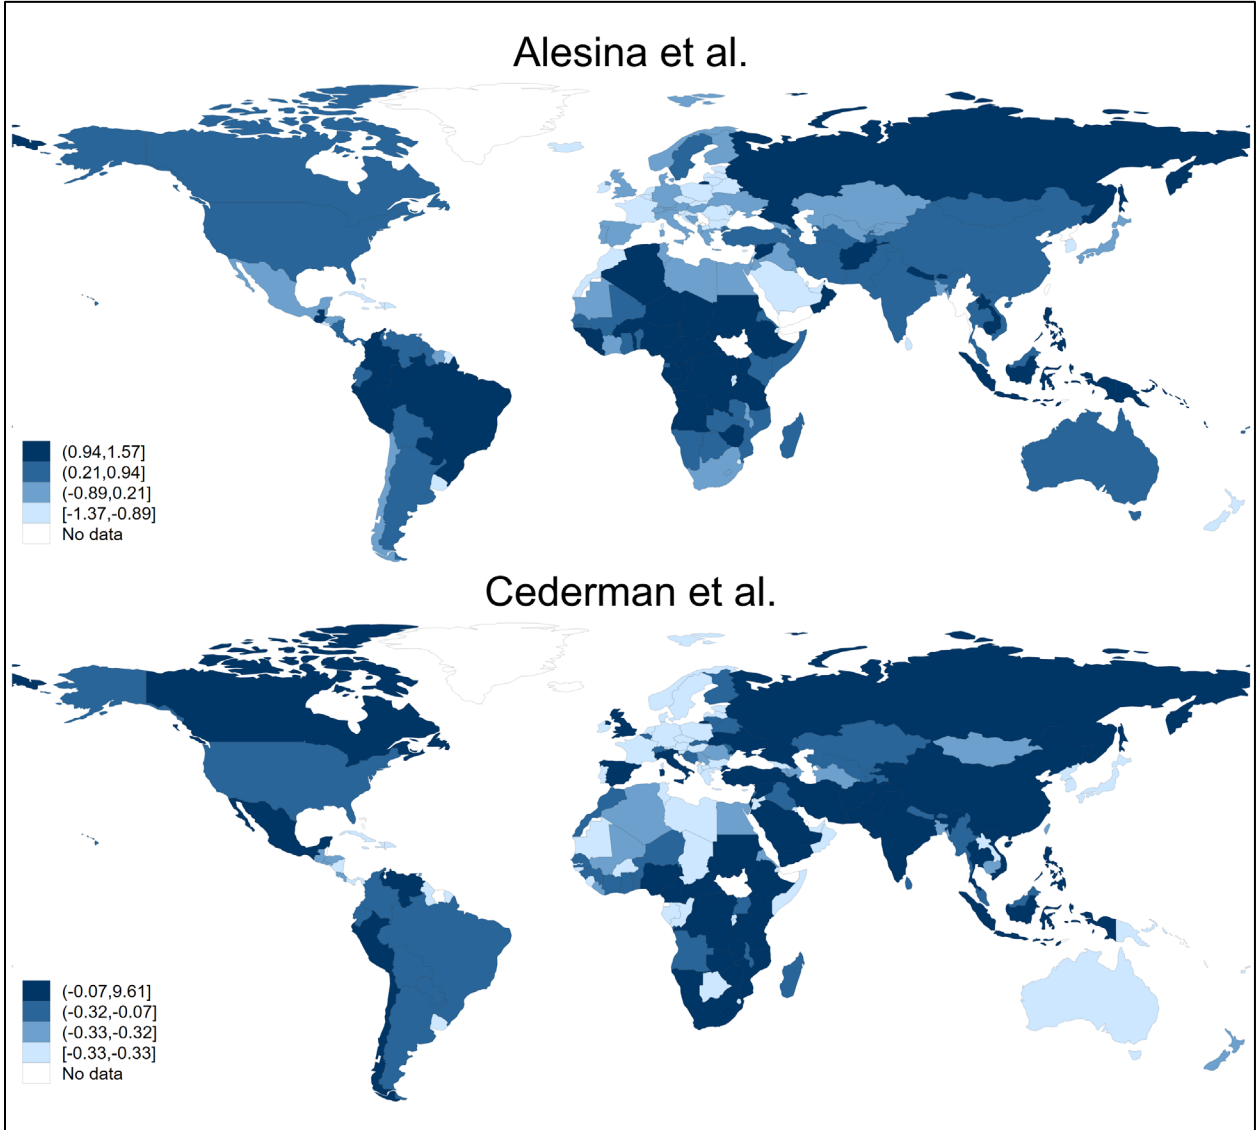 Alesina et al.
(0.94,1.57]
(0.21,0.94]
(-0.89,0.21]
[-1.37,-0.89]
No data
Cederman et al.
(-0.07,9.61]
(-0.32,-0.07]
(-0.33,-0.32]
[-0.33,-0.33]
No data